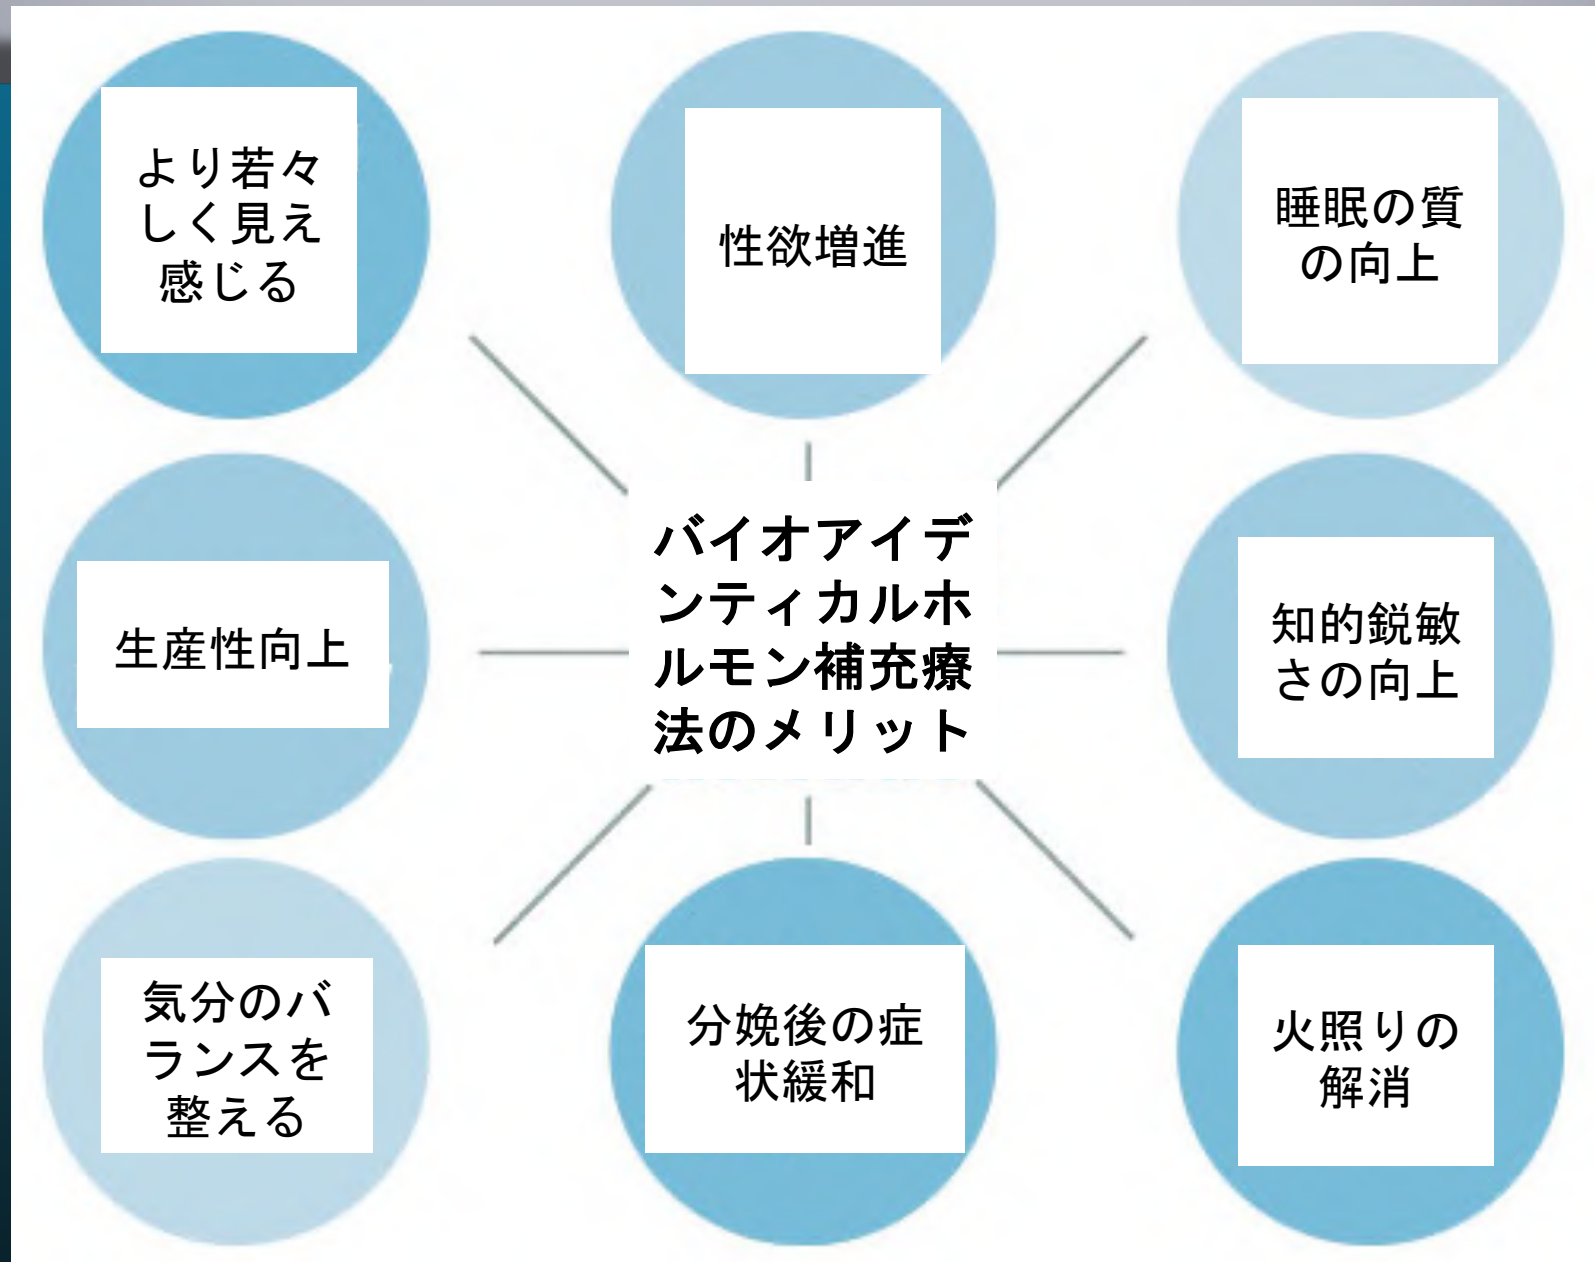 より若々
しく見え
感じる
性欲増進
睡眠の質
の向上
生産性向上
バイオアイデ
ンティカルホ
ルモン補充療
法のメリット
知的鋭敏
さの向上
気分のバ
ランスを
整える
分娩後の症
状緩和
火照りの
解消